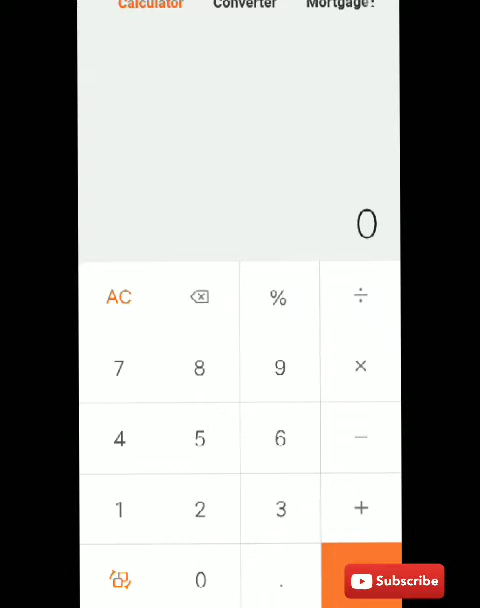 Calculator Converter Mortgage
0
AC %  ÷
7 8 9 ×
4 5 6 −
1 2 3 +
0 .
Subscribe